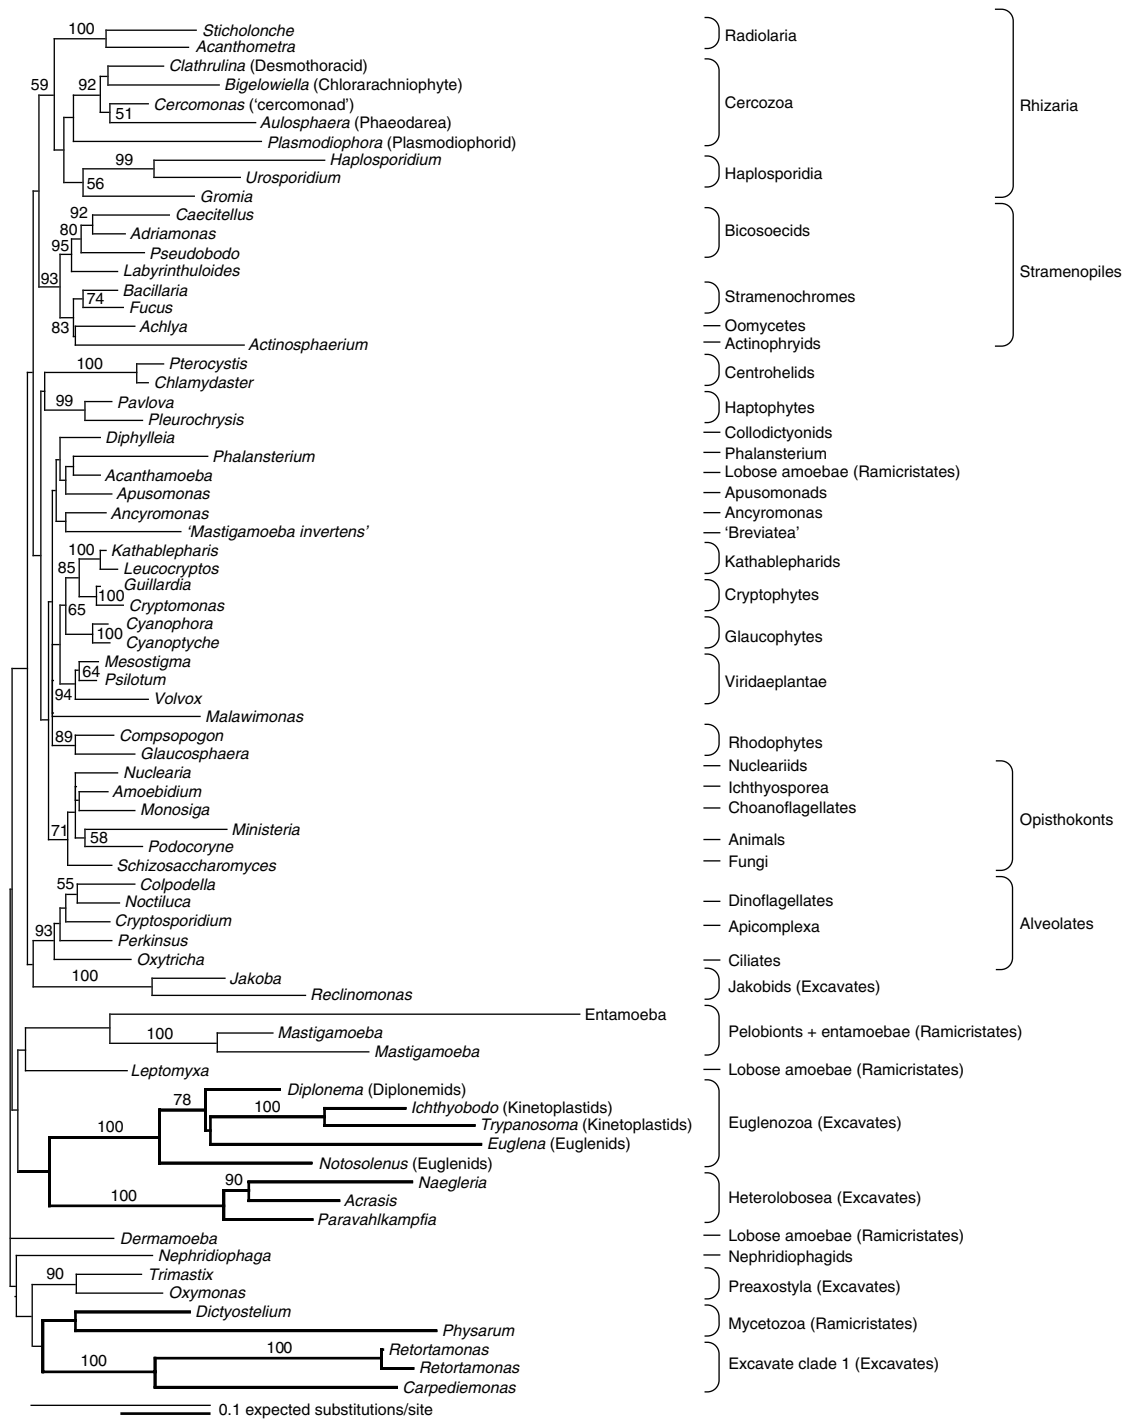 100
Sticholonche
Acanthometra
Radiolaria
Clathrulina (Desmothoracid)
59
92
Bigelowiella (Chlorarachniophyte)
Cercomonas (‘cercomonad’)
Cercozoa
Rhizaria
51
Aulosphaera (Phaeodarea)
Plasmodiophora (Plasmodiophorid)
99
Haplosporidium
Urosporidium
Haplosporidia
56
Gromia
92
Caecitellus
80
Adriamonas
Bicosoecids
95
Pseudobodo
Labyrinthuloides
Stramenopiles
93
Bacillaria
74
Stramenochromes
Fucus
83
Achlya
Oomycetes
Actinosphaerium
Actinophryids
100
Pterocystis
Chlamydaster
Centrohelids
99
Pavlova
Haptophytes
Pleurochrysis
Diphylleia
Collodictyonids
Phalansterium
Phalansterium
Acanthamoeba
Lobose amoebae (Ramicristates)
Apusomonas
Apusomonads
Ancyromonas
Ancyromonas
‘Mastigamoeba invertens’
‘Breviatea’
100
Kathablepharis
85
Leucocryptos
Kathablepharids
Guillardia
100
Cryptophytes
65
Cryptomonas
Cyanophora
100
Glaucophytes
Cyanoptyche
Mesostigma
64
Psilotum
Viridaeplantae
94
Volvox
Malawimonas
89
Compsopogon
Rhodophytes
Glaucosphaera
Nucleariids
Nuclearia
Amoebidium
Ichthyosporea
Monosiga
Choanoflagellates
Opisthokonts
71
Ministeria
58
Animals
Podocoryne
Schizosaccharomyces
Fungi
55
Colpodella
Noctiluca
Dinoflagellates
Cryptosporidium
Apicomplexa
Alveolates
93
Perkinsus
Oxytricha
Ciliates
100
Jakoba
Jakobids (Excavates)
Reclinomonas
Entamoeba
100
Mastigamoeba
Pelobionts + entamoebae (Ramicristates)
Mastigamoeba
Leptomyxa
Lobose amoebae (Ramicristates)
78
Diplonema (Diplonemids)
100
Ichthyobodo (Kinetoplastids)
100
Trypanosoma (Kinetoplastids)
Euglenozoa (Excavates)
Euglena (Euglenids)
Notosolenus (Euglenids)
90
Naegleria
100
Acrasis
Heterolobosea (Excavates)
Paravahlkampfia
Dermamoeba
Lobose amoebae (Ramicristates)
Nephridiophaga
Nephridiophagids
90
Trimastix
Preaxostyla (Excavates)
Oxymonas
Dictyostelium
Mycetozoa (Ramicristates)
Physarum
100
100
Retortamonas
Retortamonas
Excavate clade 1 (Excavates)
Carpediemonas
0.1 expected substitutions/site